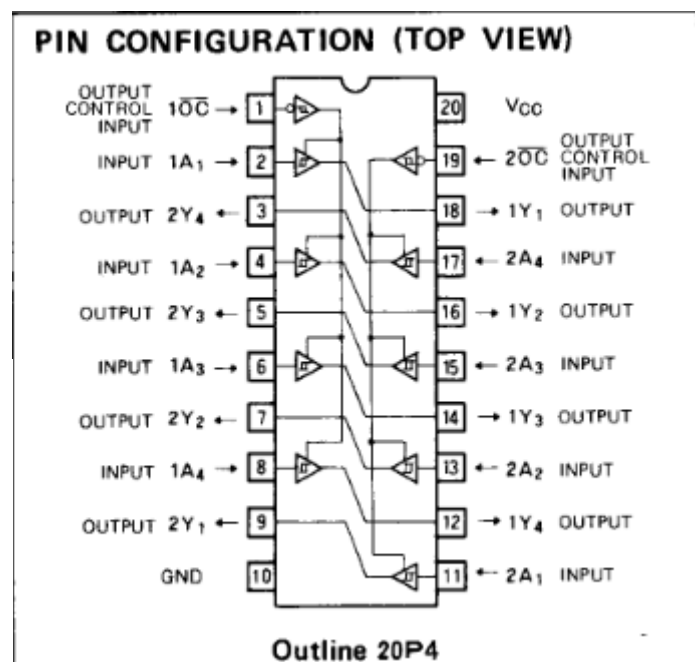 PIN CONFIGURATION (TOP VIEW)
OUTPUT
CONTROL 1O̅C̅ → 1
INPUT
20 VCC
INPUT 1A1 → 2
19 ← 2O̅C̅ OUTPUT
CONTROL
INPUT
OUTPUT 2Y4 ← 3
18 → 1Y1 OUTPUT
INPUT 1A2 → 4
17 ← 2A4 INPUT
OUTPUT 2Y3 ← 5
16 → 1Y2 OUTPUT
INPUT 1A3 → 6
15 ← 2A3 INPUT
OUTPUT 2Y2 ← 7
14 → 1Y3 OUTPUT
INPUT 1A4 → 8
13 ← 2A2 INPUT
OUTPUT 2Y1 ← 9
12 → 1Y4 OUTPUT
GND 10
11 ← 2A1 INPUT
Outline 20P4